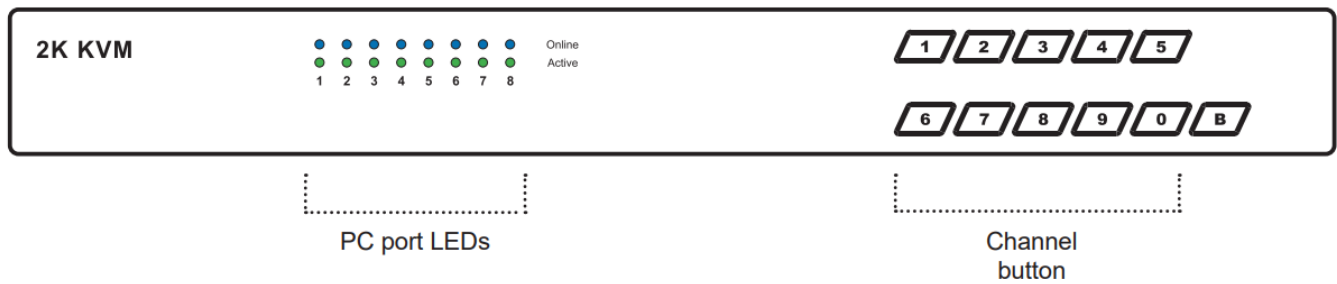 2K KVM
Online
Active
1 2 3 4 5 6 7 8
1 2 3 4 5
6 7 8 9 0 B
PC port LEDs
Channel
button